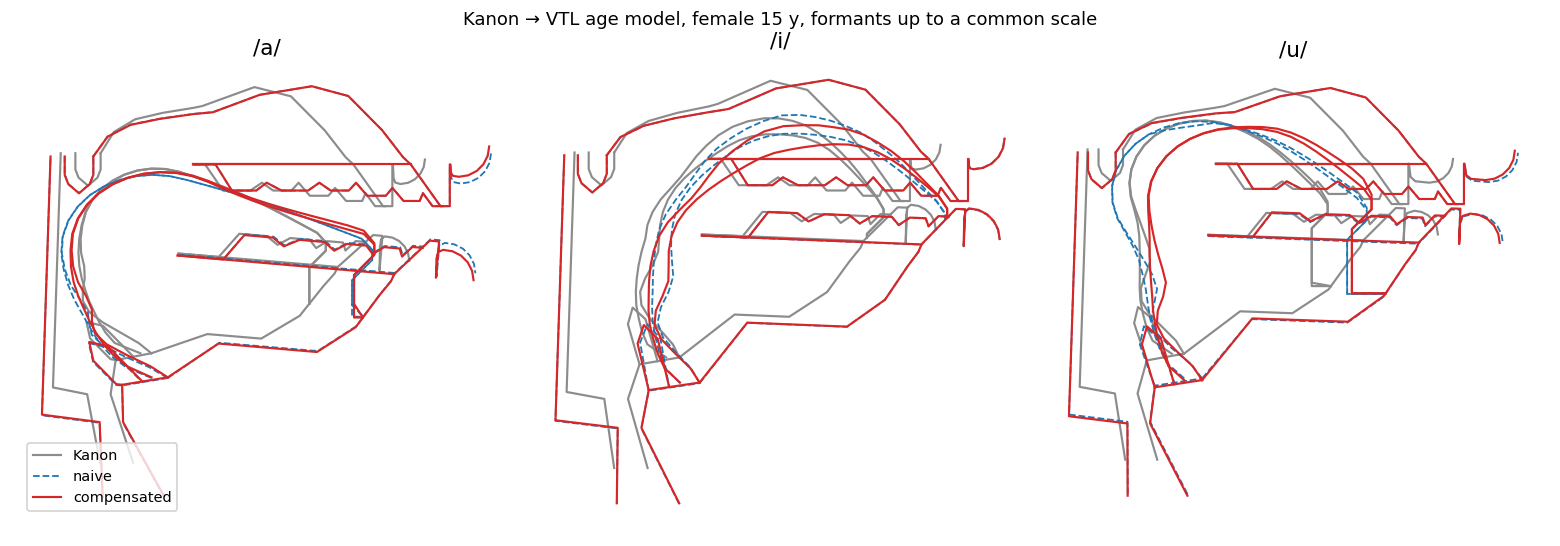 Kanon → VTL age model, female 15 y, formants up to a common scale
/a/
/i/
/u/
Kanon
naive
compensated